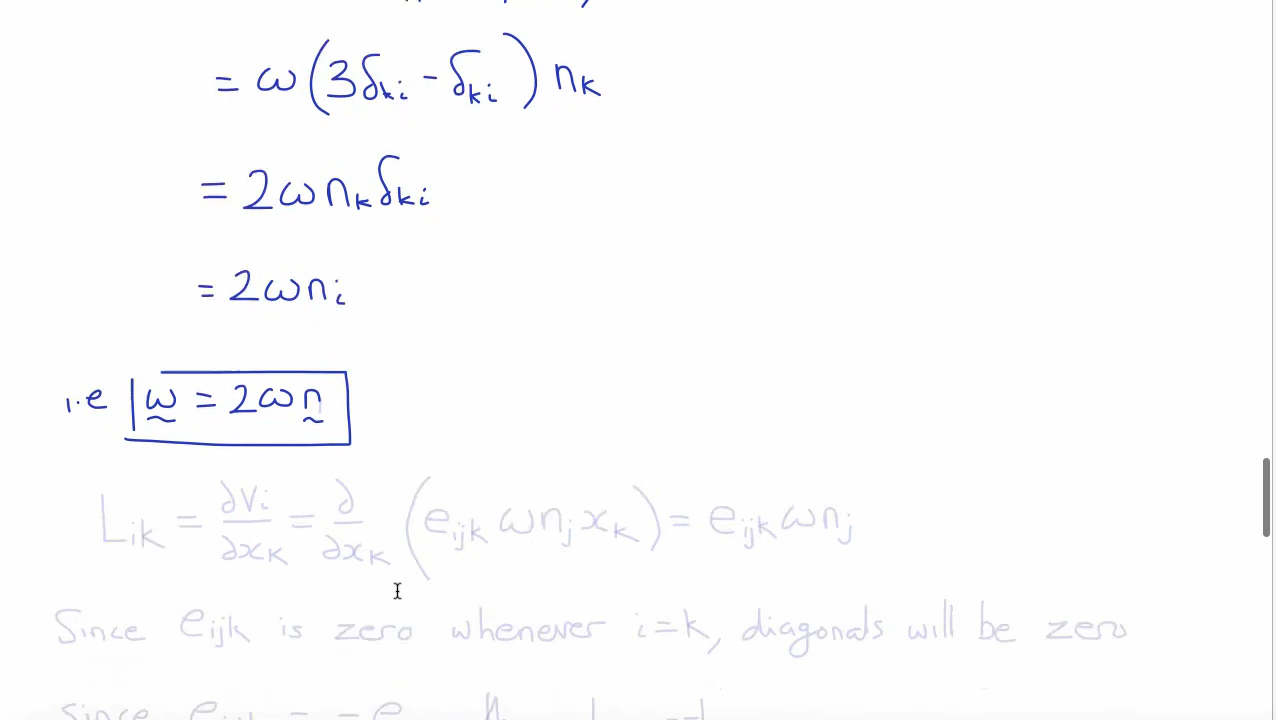 = ω(3δki - δki) nk
= 2ωnkδki
= 2ωni
i.e ω = 2ωn
Lik = ∂Vi/∂xk = ∂/∂xk (eijk ωnj xk) = eijk ωnj
Since eijk is zero whenever i=k, diagonals will be zero
since